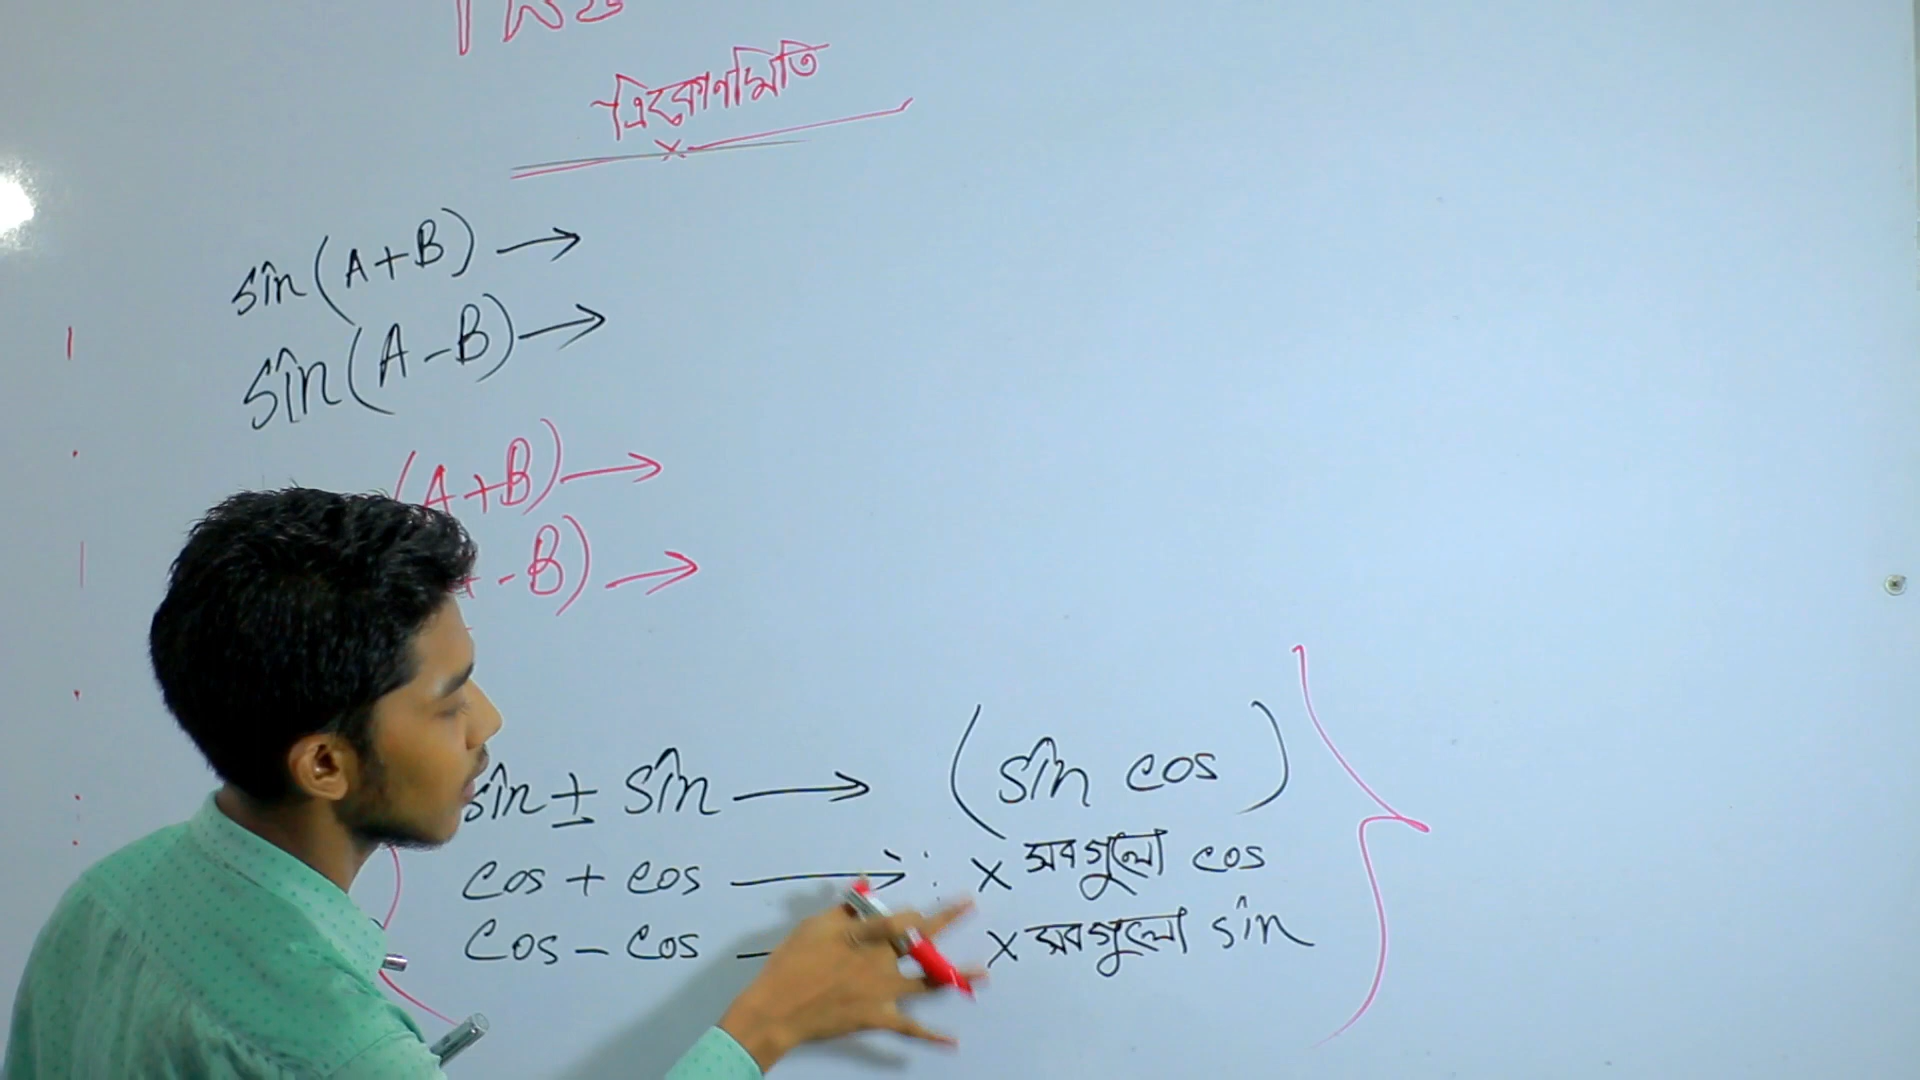 ত্রিকোণমিতি
sin (A+B) →
sin (A-B) →
(A+B) →
-B) →
sin ± sin → (sin cos)
cos + cos → : × সবগুলো cos
cos - cos × সবগুলো sin